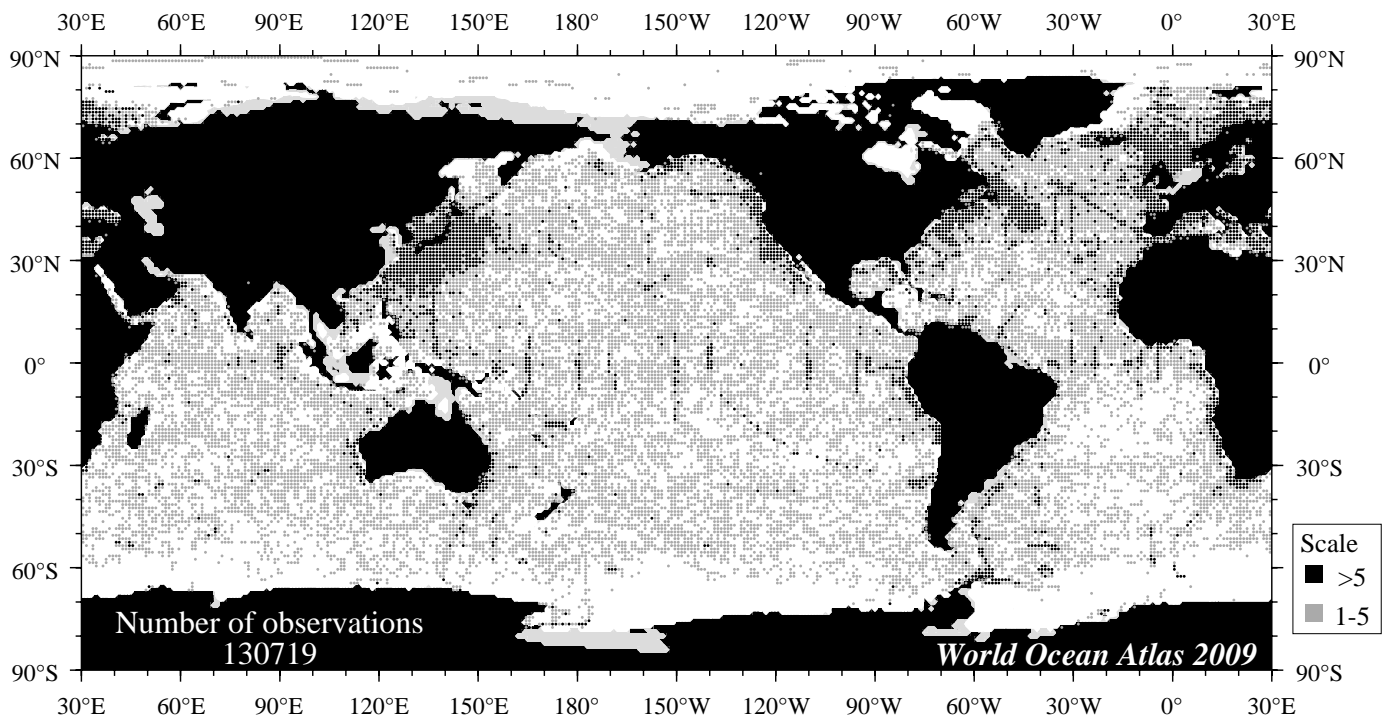 30°E 60°E 90°E 120°E 150°E 180° 150°W 120°W 90°W 60°W 30°W 0° 30°E
90°N 90°N
60°N 60°N
30°N 30°N
0° 0°
30°S 30°S
60°S 60°S
90°S 90°S
Scale
>5
1-5
Number of observations
130719
World Ocean Atlas 2009
30°E 60°E 90°E 120°E 150°E 180° 150°W 120°W 90°W 60°W 30°W 0° 30°E